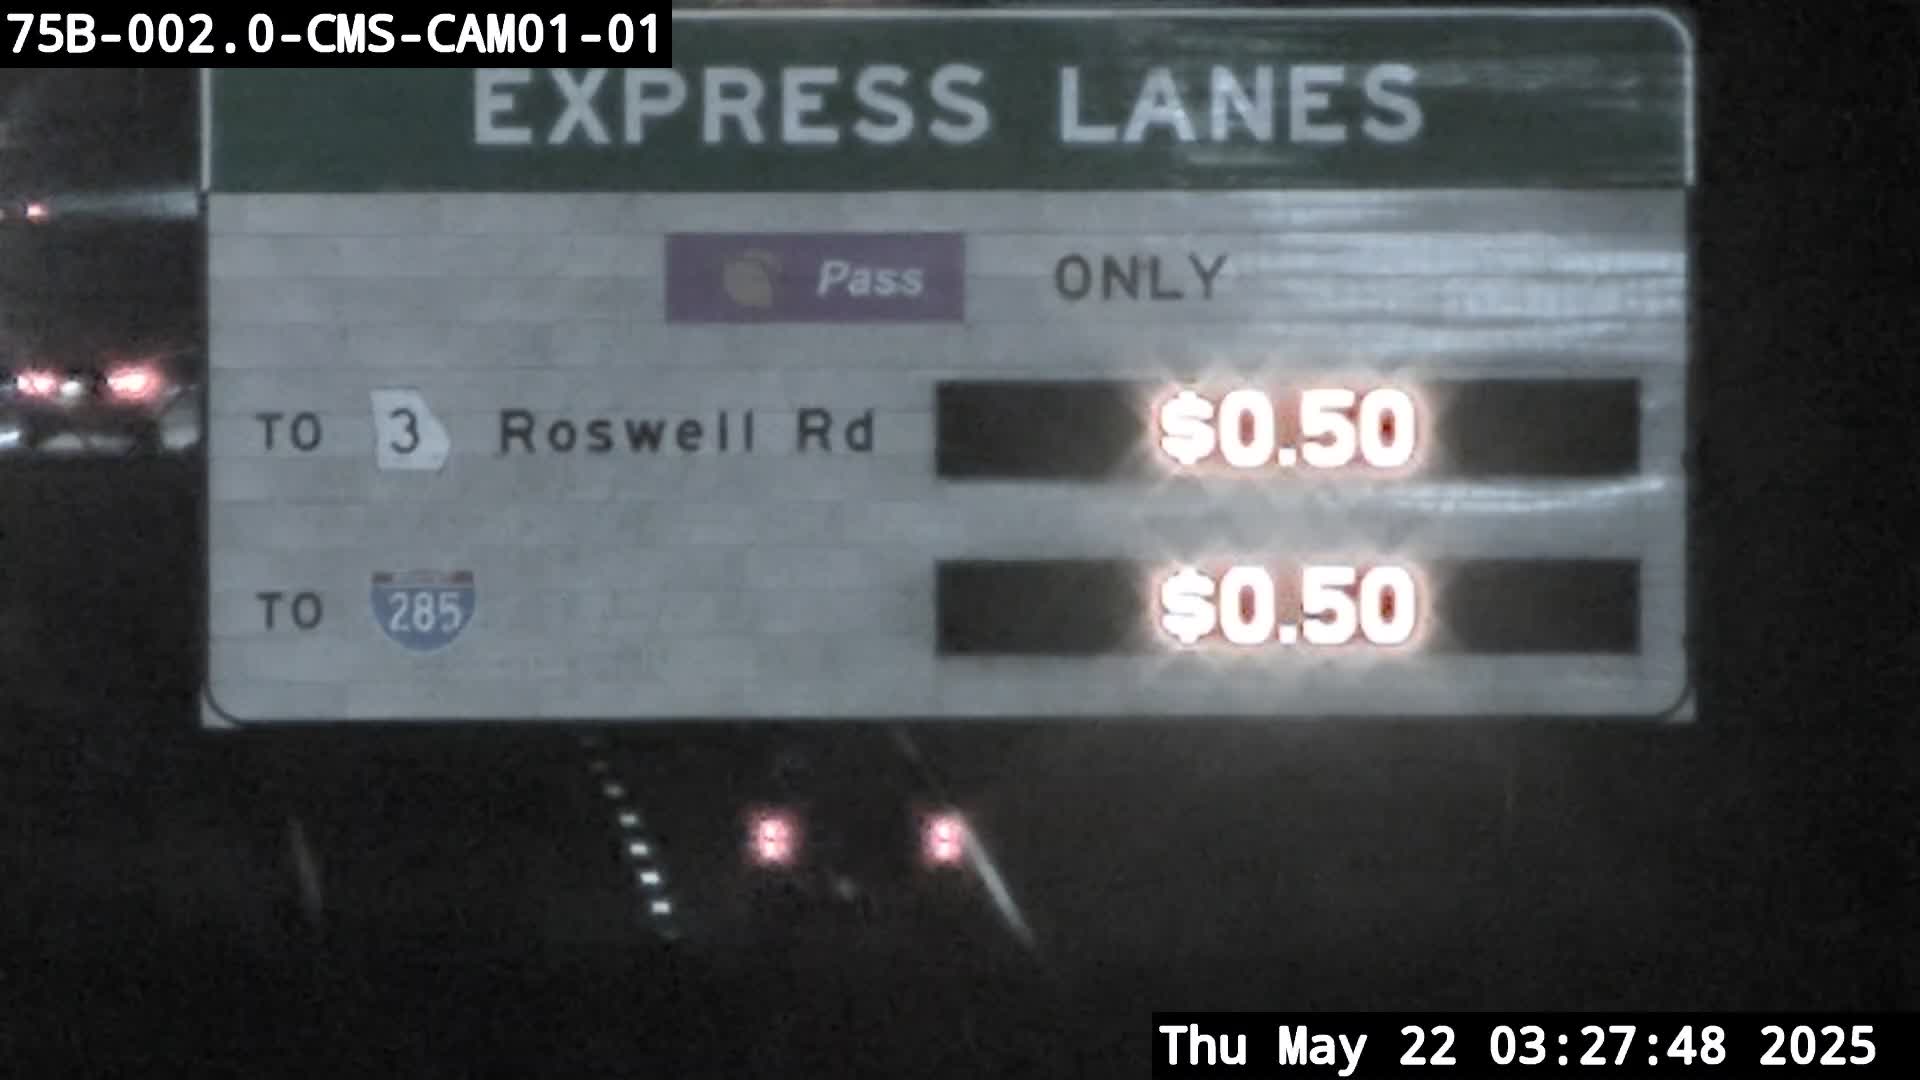 75B-002.0-CMS-CAM01-01
EXPRESS LANES
Pass ONLY
TO 3 Roswell Rd $0.50
TO 285 $0.50
Thu May 22 03:27:48 2025